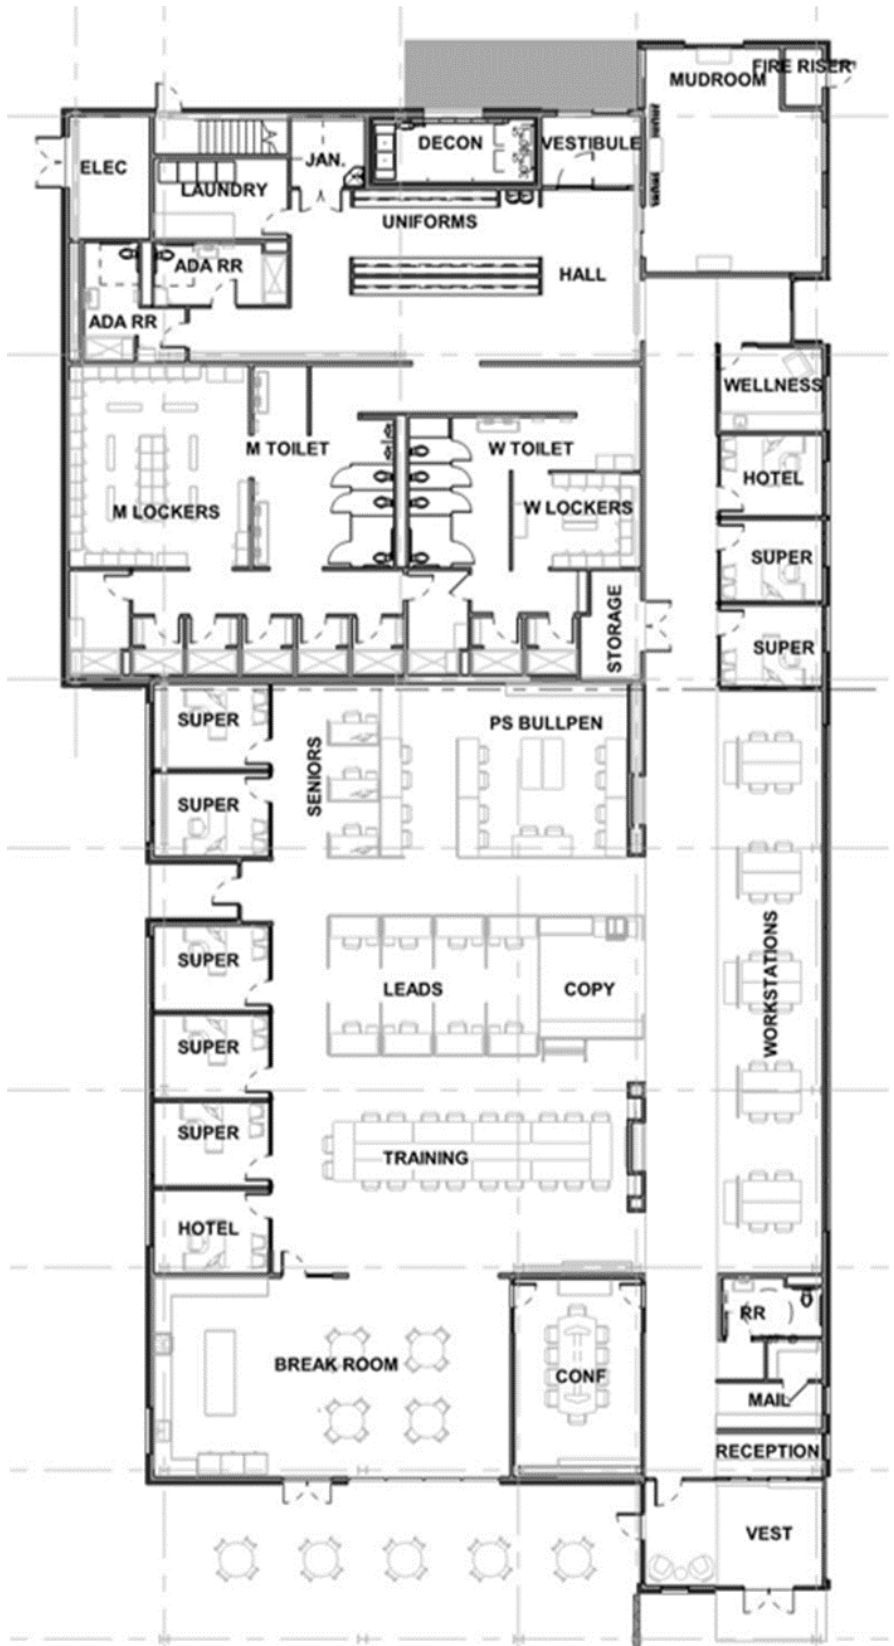 FIRE RISER
MUDROOM
DECON
VESTIBULE
JAN.
ELEC
LAUNDRY
UNIFORMS
ADA RR
HALL
ADA RR
WELLNESS
M TOILET
W TOILET
HOTEL
M LOCKERS
W LOCKERS
SUPER
STORAGE
SUPER
SUPER
PS BULLPEN
SENIORS
SUPER
SUPER
LEADS
COPY
WORKSTATIONS
SUPER
SUPER
TRAINING
HOTEL
RR
BREAK ROOM
CONF
MAIL
RECEPTION
VEST